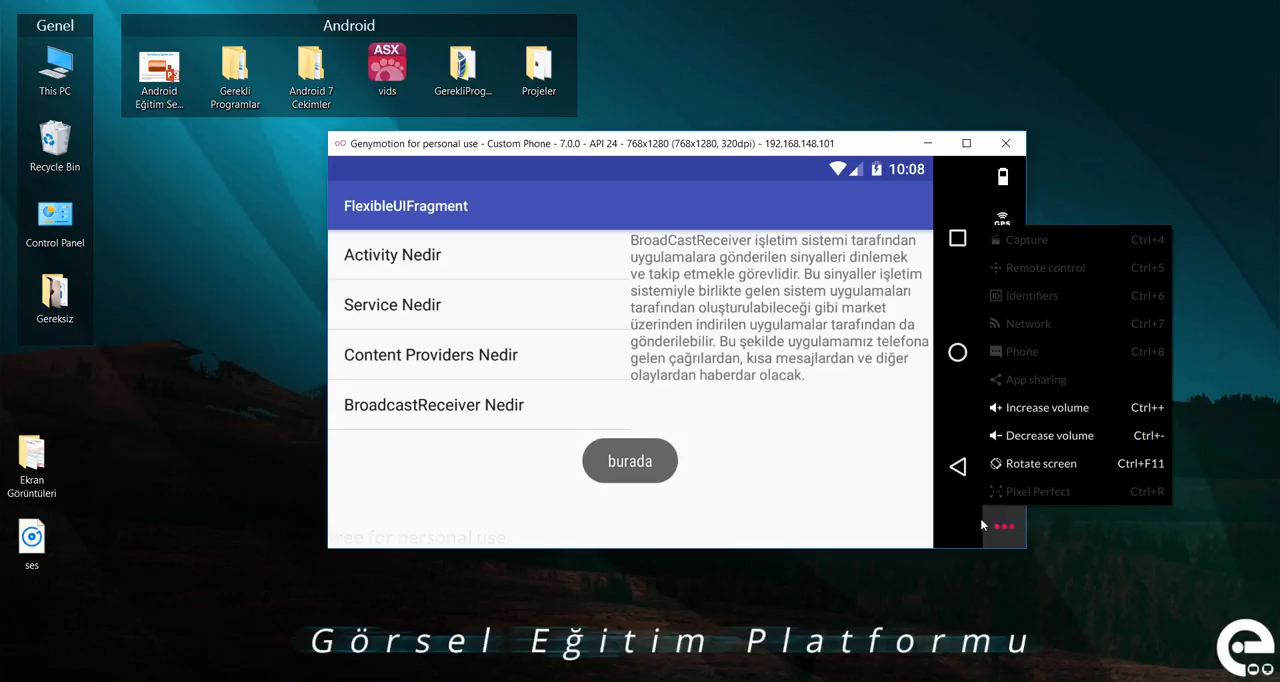 Genel
This PC
Recycle Bin
Control Panel
Gereksiz
Ekran
Görüntüleri
ses
Android
Android
Eğitim Se...
Gerekli
Programlar
Android 7
Cekimler
ASX
vids
GerekliProg...
Projeler
Genymotion for personal use - Custom Phone - 7.0.0 - API 24 - 768x1280 (768x1280, 320dpi) - 192.168.148.101
10:08
FlexibleUIFragment
Activity Nedir
Service Nedir
Content Providers Nedir
BroadcastReceiver Nedir
BroadCastReceiver işletim sistemi tarafından
uygulamalara gönderilen sinyalleri dinlemek
ve takip etmekle görevlidir. Bu sinyaller işletim
sistemiyle birlikte gelen sistem uygulamaları
tarafından oluşturulabileceği gibi market
üzerinden indirilen uygulamalar tarafından da
gönderilebilir. Bu şekilde uygulamamız telefona
gelen çağrılardan, kısa mesajlardan ve diğer
olaylardan haberdar olacak.
burada
ree for personal use
GPS
Capture Ctrl+4
Remote control Ctrl+5
ID Identifiers Ctrl+6
Network Ctrl+7
Phone Ctrl+8
App sharing
Increase volume Ctrl++
Decrease volume Ctrl+-
Rotate screen Ctrl+F11
Pixel Perfect Ctrl+R
Görsel Eğitim Platformu